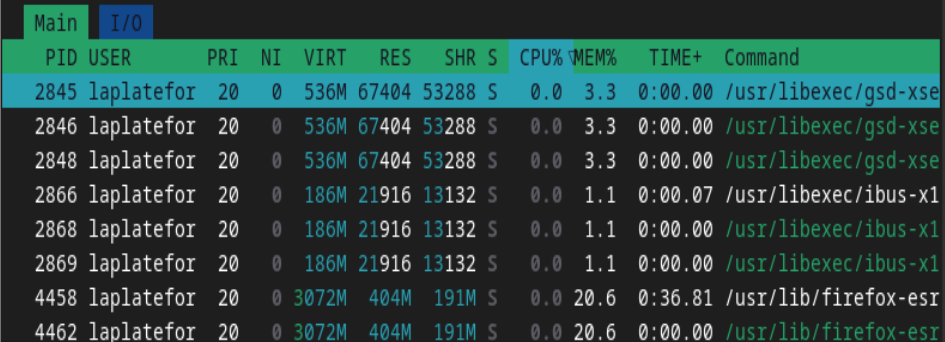 Main I/O
PID USER PRI NI VIRT RES SHR S CPU%▽MEM% TIME+ Command
2845 laplatefor 20 0 536M 67404 53288 S 0.0 3.3 0:00.00 /usr/libexec/gsd-xse
2846 laplatefor 20 0 536M 67404 53288 S 0.0 3.3 0:00.00 /usr/libexec/gsd-xse
2848 laplatefor 20 0 536M 67404 53288 S 0.0 3.3 0:00.00 /usr/libexec/gsd-xse
2866 laplatefor 20 0 186M 21916 13132 S 0.0 1.1 0:00.07 /usr/libexec/ibus-x1
2868 laplatefor 20 0 186M 21916 13132 S 0.0 1.1 0:00.00 /usr/libexec/ibus-x1
2869 laplatefor 20 0 186M 21916 13132 S 0.0 1.1 0:00.00 /usr/libexec/ibus-x1
4458 laplatefor 20 0 3072M 404M 191M S 0.0 20.6 0:36.81 /usr/lib/firefox-esr
4462 laplatefor 20 0 3072M 404M 191M S 0.0 20.6 0:00.00 /usr/lib/firefox-esr